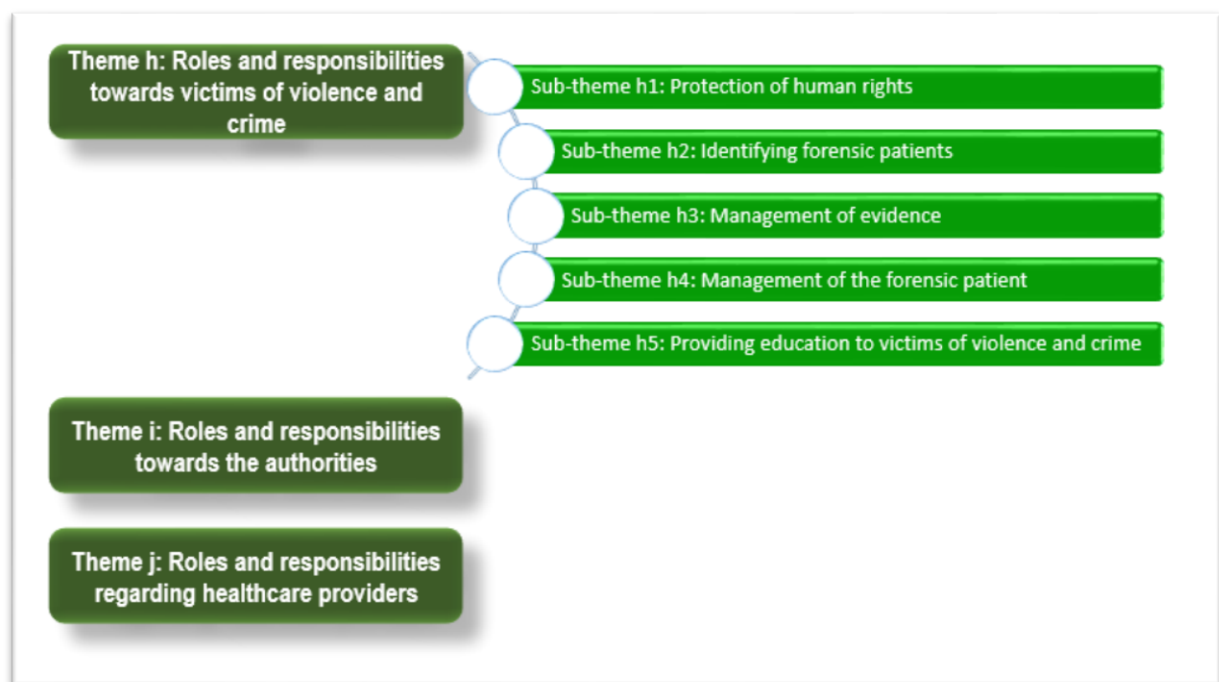 Theme h: Roles and responsibilities
towards victims of violence and
crime
Sub-theme h1: Protection of human rights
Sub-theme h2: Identifying forensic patients
Sub-theme h3: Management of evidence
Sub-theme h4: Management of the forensic patient
Sub-theme h5: Providing education to victims of violence and crime
Theme i: Roles and responsibilities
towards the authorities
Theme j: Roles and responsibilities
regarding healthcare providers